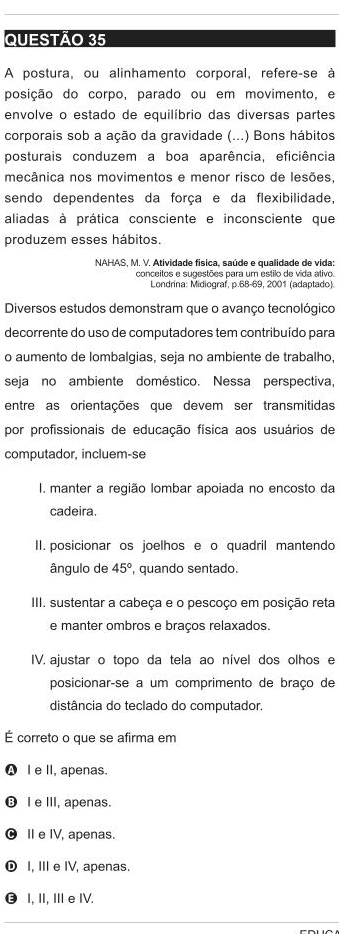 QUESTÃO 35
A postura, ou alinhamento corporal, refere-se à
posição do corpo, parado ou em movimento, e
envolve o estado de equilíbrio das diversas partes
corporais sob a ação da gravidade (...) Bons hábitos
posturais conduzem a boa aparência, eficiência
mecânica nos movimentos e menor risco de lesões,
sendo dependentes da força e da flexibilidade,
aliadas à prática consciente e inconsciente que
produzem esses hábitos.
NAHAS, M. V. Atividade física, saúde e qualidade de vida:
conceitos e sugestões para um estilo de vida ativo.
Londrina: Midiograf, p.68-69, 2001 (adaptado).
Diversos estudos demonstram que o avanço tecnológico
decorrente do uso de computadores tem contribuído para
o aumento de lombalgias, seja no ambiente de trabalho,
seja no ambiente doméstico. Nessa perspectiva,
entre as orientações que devem ser transmitidas
por profissionais de educação física aos usuários de
computador, incluem-se
I. manter a região lombar apoiada no encosto da
cadeira.
II. posicionar os joelhos e o quadril mantendo
ângulo de 45º, quando sentado.
III. sustentar a cabeça e o pescoço em posição reta
e manter ombros e braços relaxados.
IV. ajustar o topo da tela ao nível dos olhos e
posicionar-se a um comprimento de braço de
distância do teclado do computador.
É correto o que se afirma em
A I e II, apenas.
B I e III, apenas.
C II e IV, apenas.
D I, III e IV, apenas.
E I, II, III e IV.